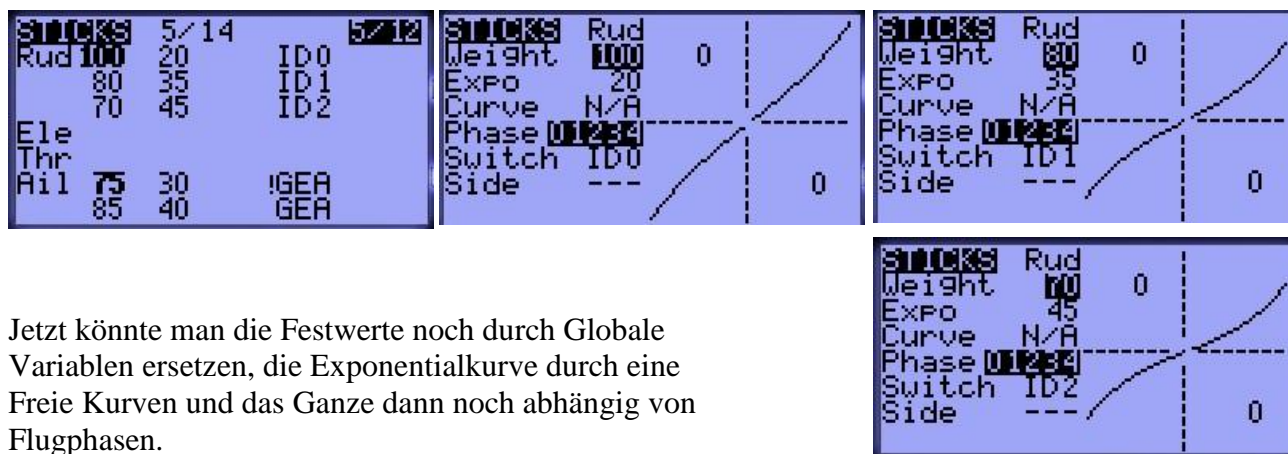 STICKS 5/14 5/12
Rud 100 20 ID0
80 35 ID1
70 45 ID2
Ele
Thr
Ail 75 30 !GEA
85 40 GEA
STICKS Rud
Weight 100 0
Expo 20
Curve N/A
Phase 01234
Switch ID0
Side --- 0
STICKS Rud
Weight 80 0
Expo 35
Curve N/A
Phase 01234
Switch ID1
Side --- 0
STICKS Rud
Weight 70 0
Expo 45
Curve N/A
Phase 01234
Switch ID2
Side --- 0
Jetzt könnte man die Festwerte noch durch Globale
Variablen ersetzen, die Exponentialkurve durch eine
Freie Kurven und das Ganze dann noch abhängig von
Flugphasen.